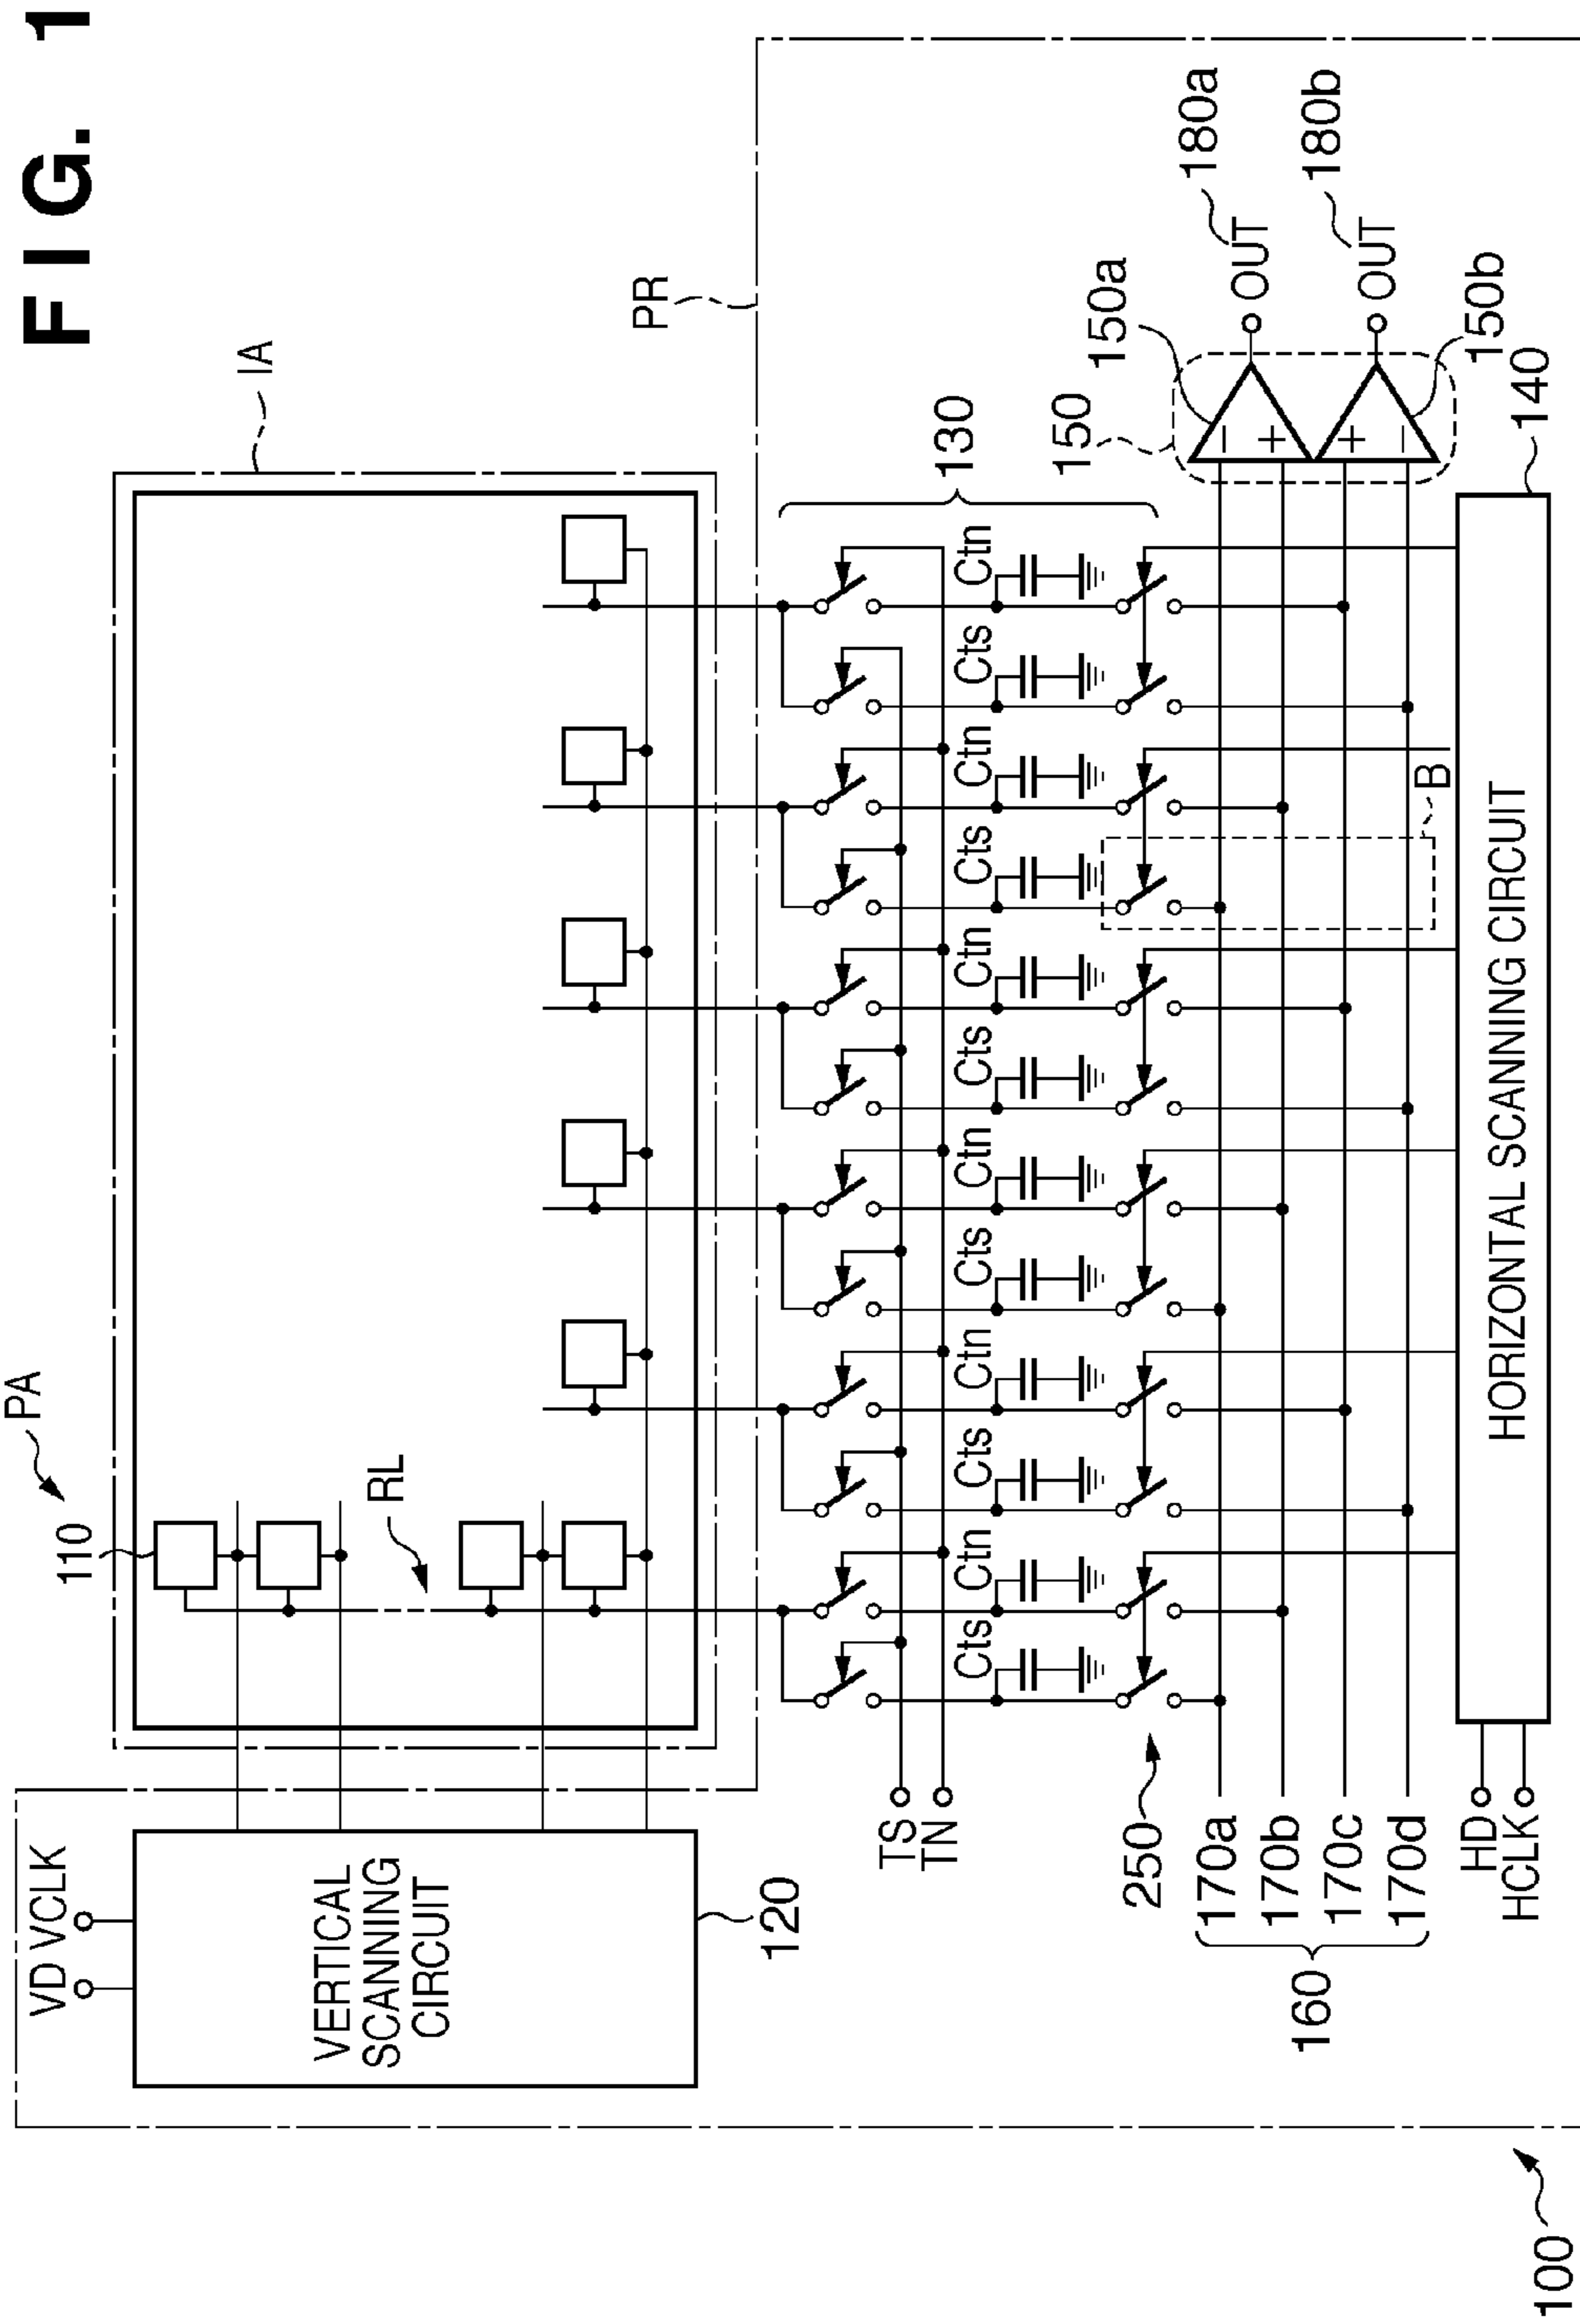 FIG. 1
PA
110
IA
RL
VD
VCLK
VERTICAL
SCANNING
CIRCUIT
120
PR
TS
TN
130
Cts
Ctn
Cts
Ctn
Cts
Ctn
Cts
Ctn
Cts
Ctn
Cts
Ctn
250
150
150a
180a
OUT
180b
OUT
150b
−
+
+
−
160
170a
170b
170c
170d
B
140
HD
HCLK
HORIZONTAL SCANNING CIRCUIT
100